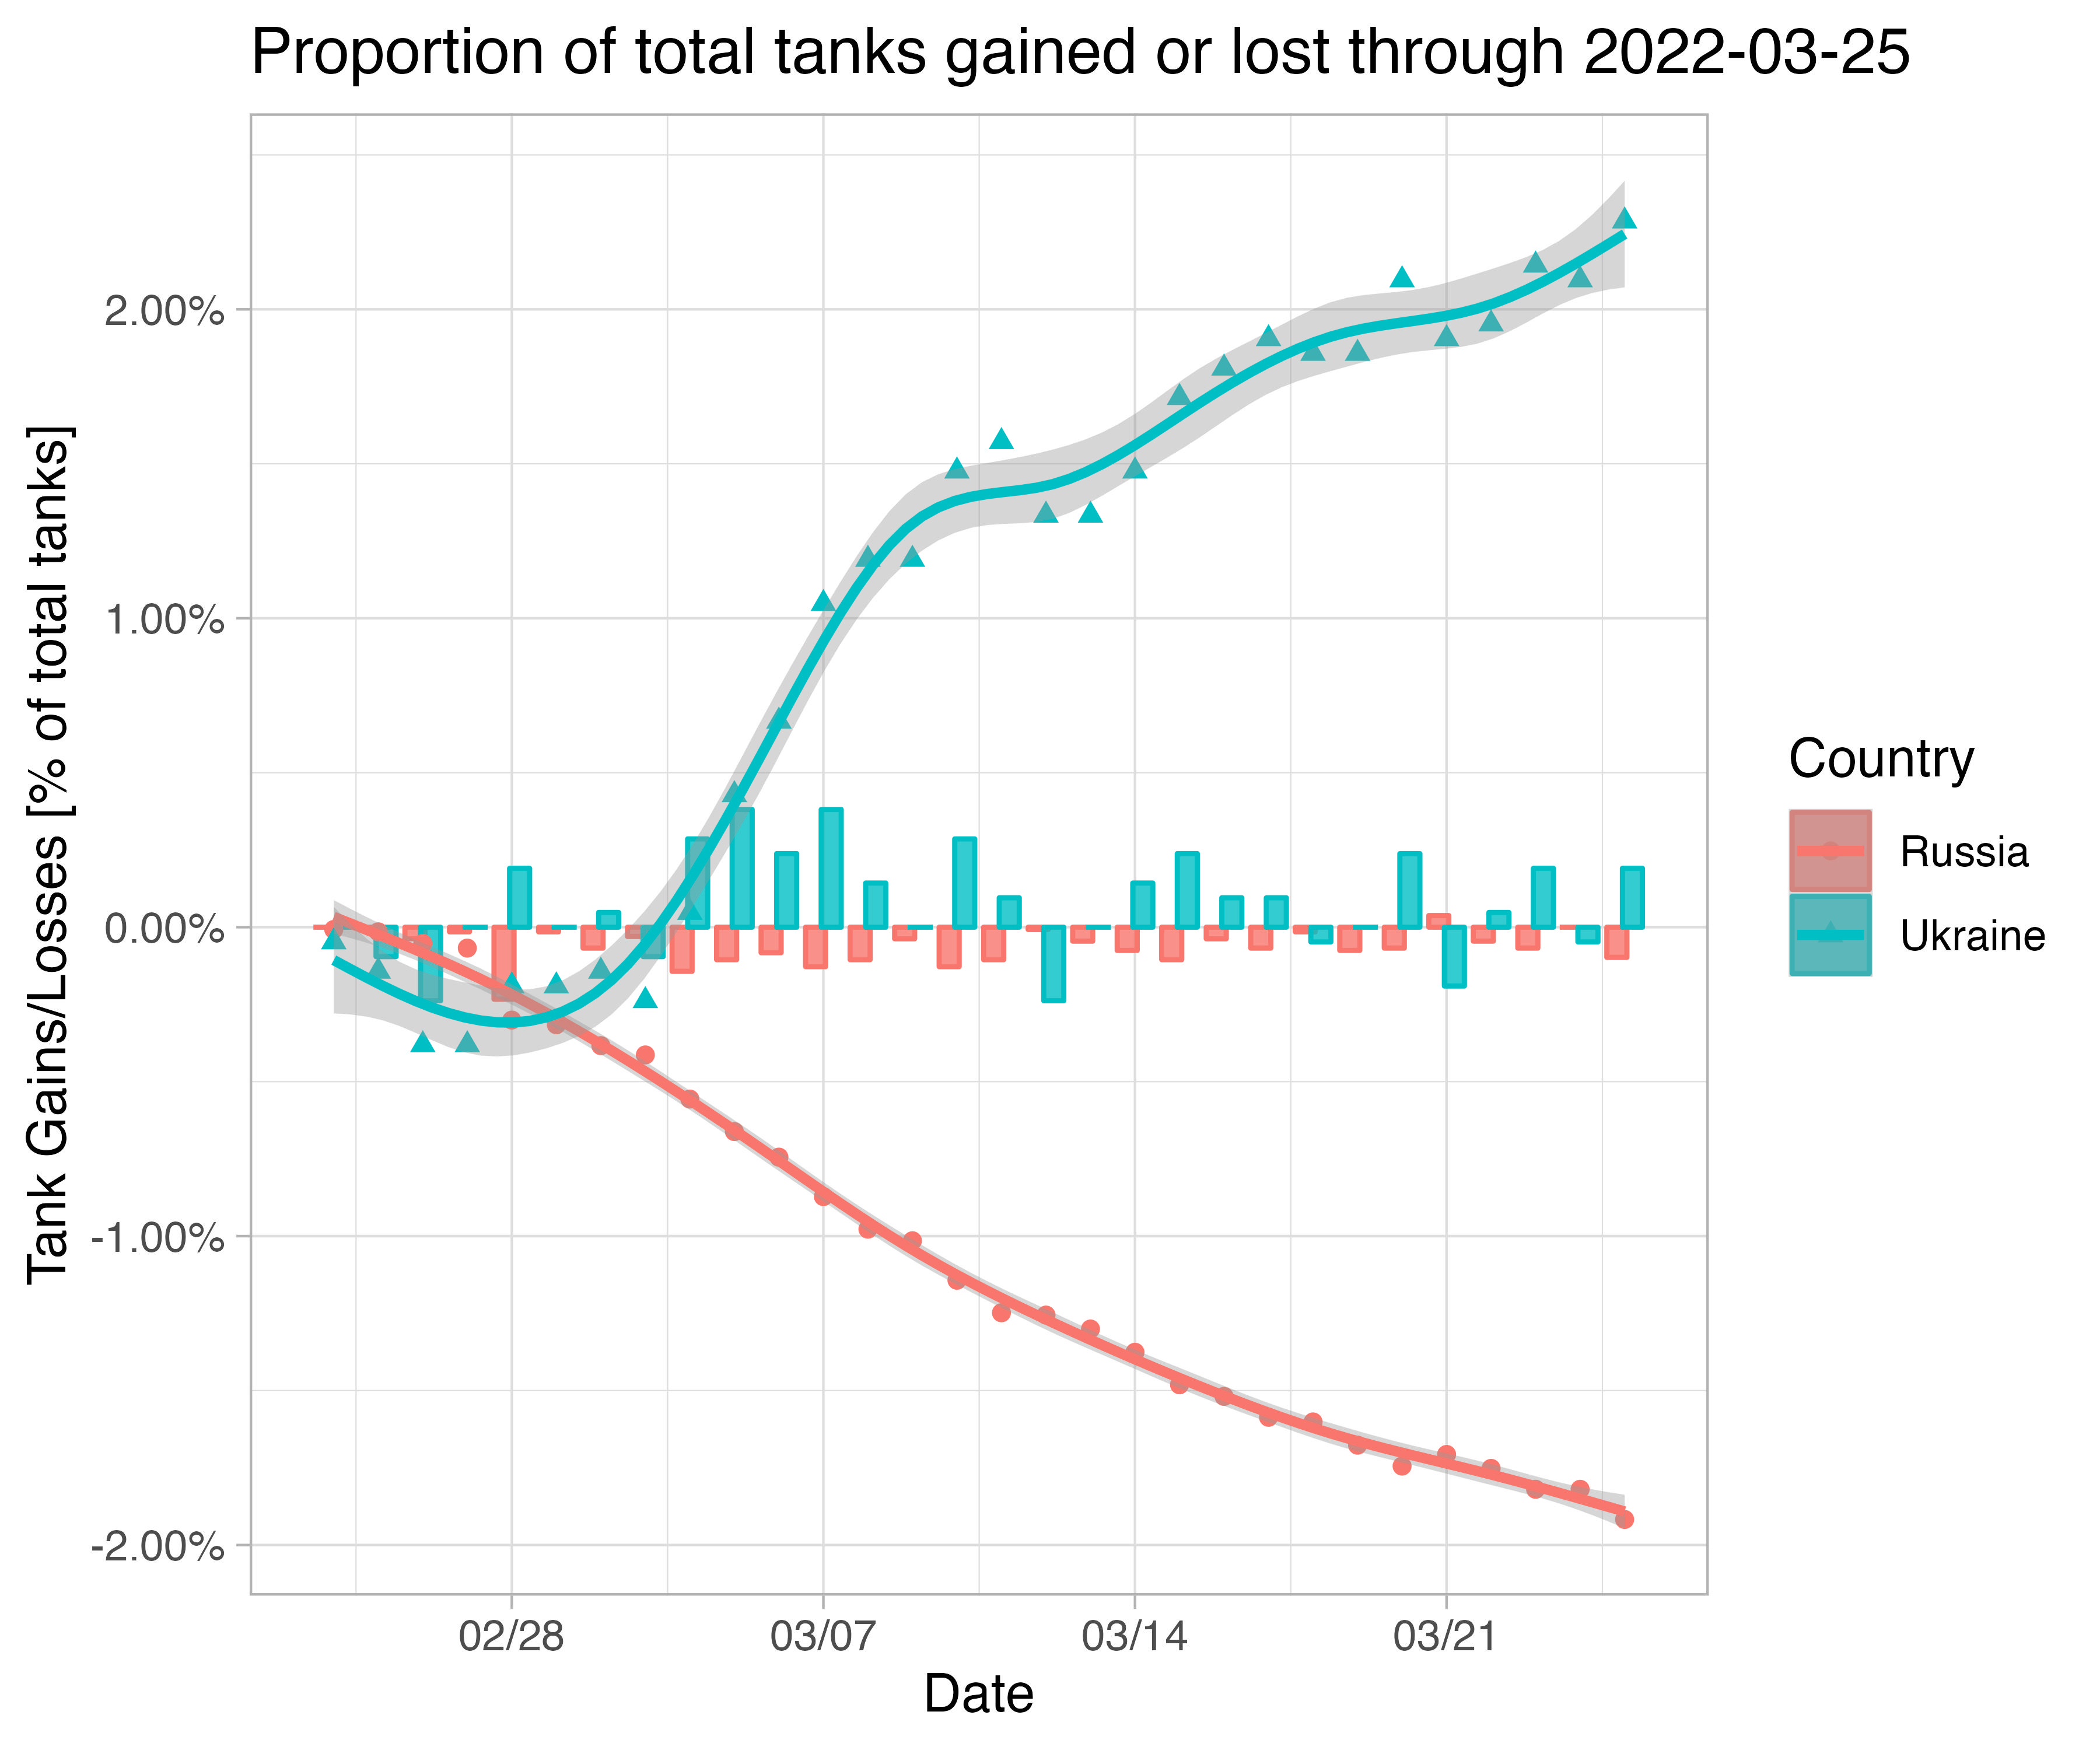 Proportion of total tanks gained or lost through 2022-03-25
Tank Gains/Losses [% of total tanks]
2.00%
1.00%
0.00%
-1.00%
-2.00%
02/28
03/07
03/14
03/21
Date
Country
Russia
Ukraine